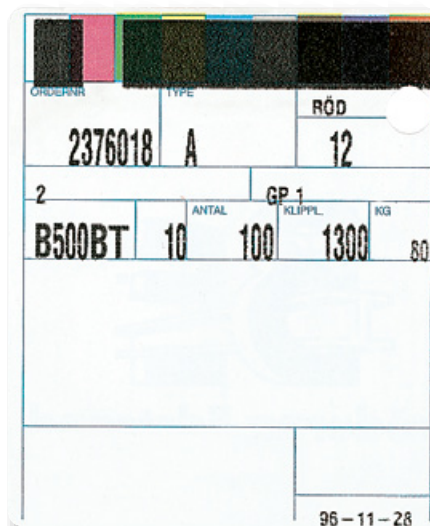 ORDERNR TYPE RÖD
2376018 A 12
2 GP 1
ANTAL KLIPPL. KG
B500BT 10 100 1300 80
96-11-28